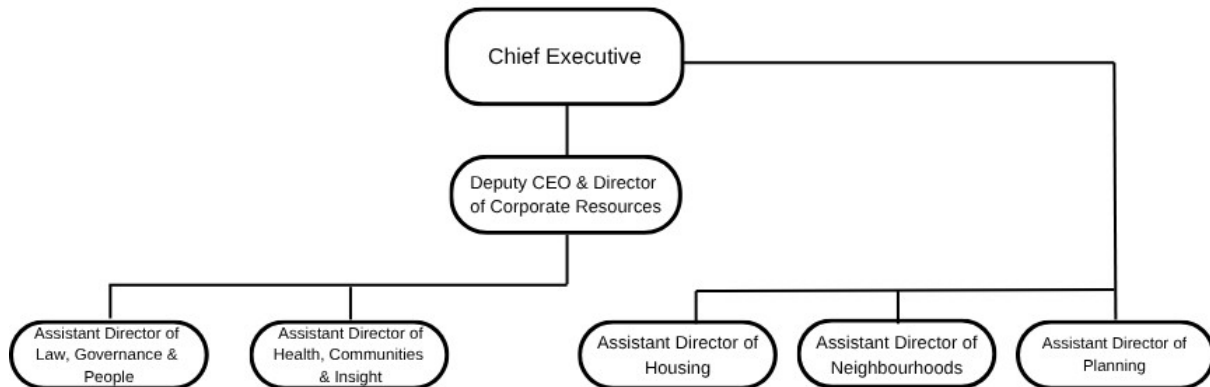 Chief Executive
Deputy CEO & Director
of Corporate Resources
Assistant Director of
Law, Governance &
People
Assistant Director of
Health, Communities
& Insight
Assistant Director of
Housing
Assistant Director of
Neighbourhoods
Assistant Director of
Planning